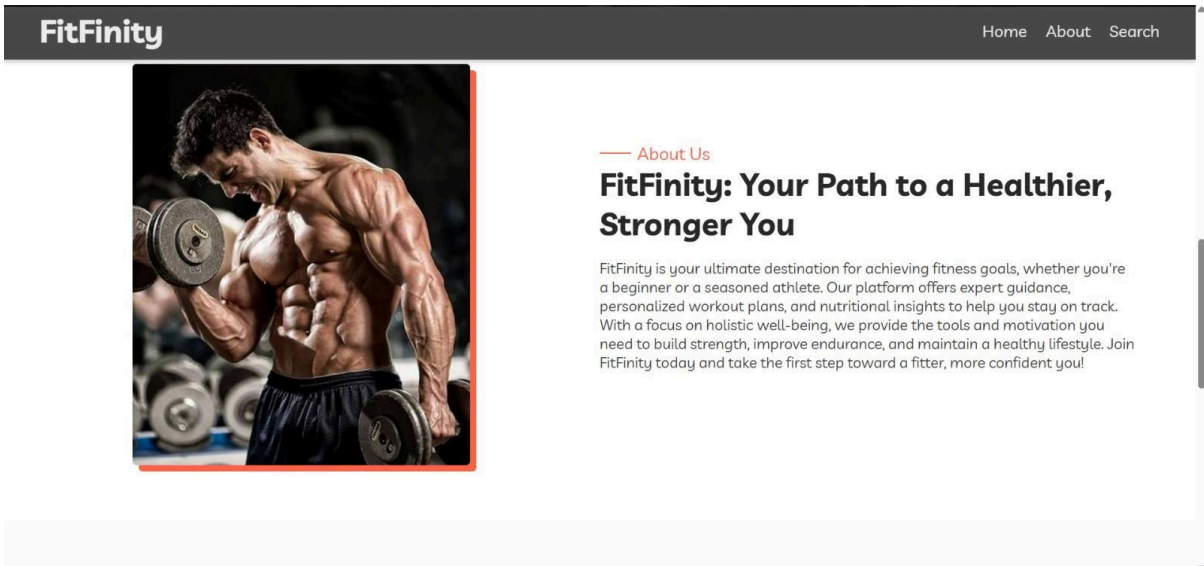 FitFinity
Home About Search
About Us
FitFinity: Your Path to a Healthier,
Stronger You
FitFinity is your ultimate destination for achieving fitness goals, whether you're
a beginner or a seasoned athlete. Our platform offers expert guidance,
personalized workout plans, and nutritional insights to help you stay on track.
With a focus on holistic well-being, we provide the tools and motivation you
need to build strength, improve endurance, and maintain a healthy lifestyle. Join
FitFinity today and take the first step toward a fitter, more confident you!